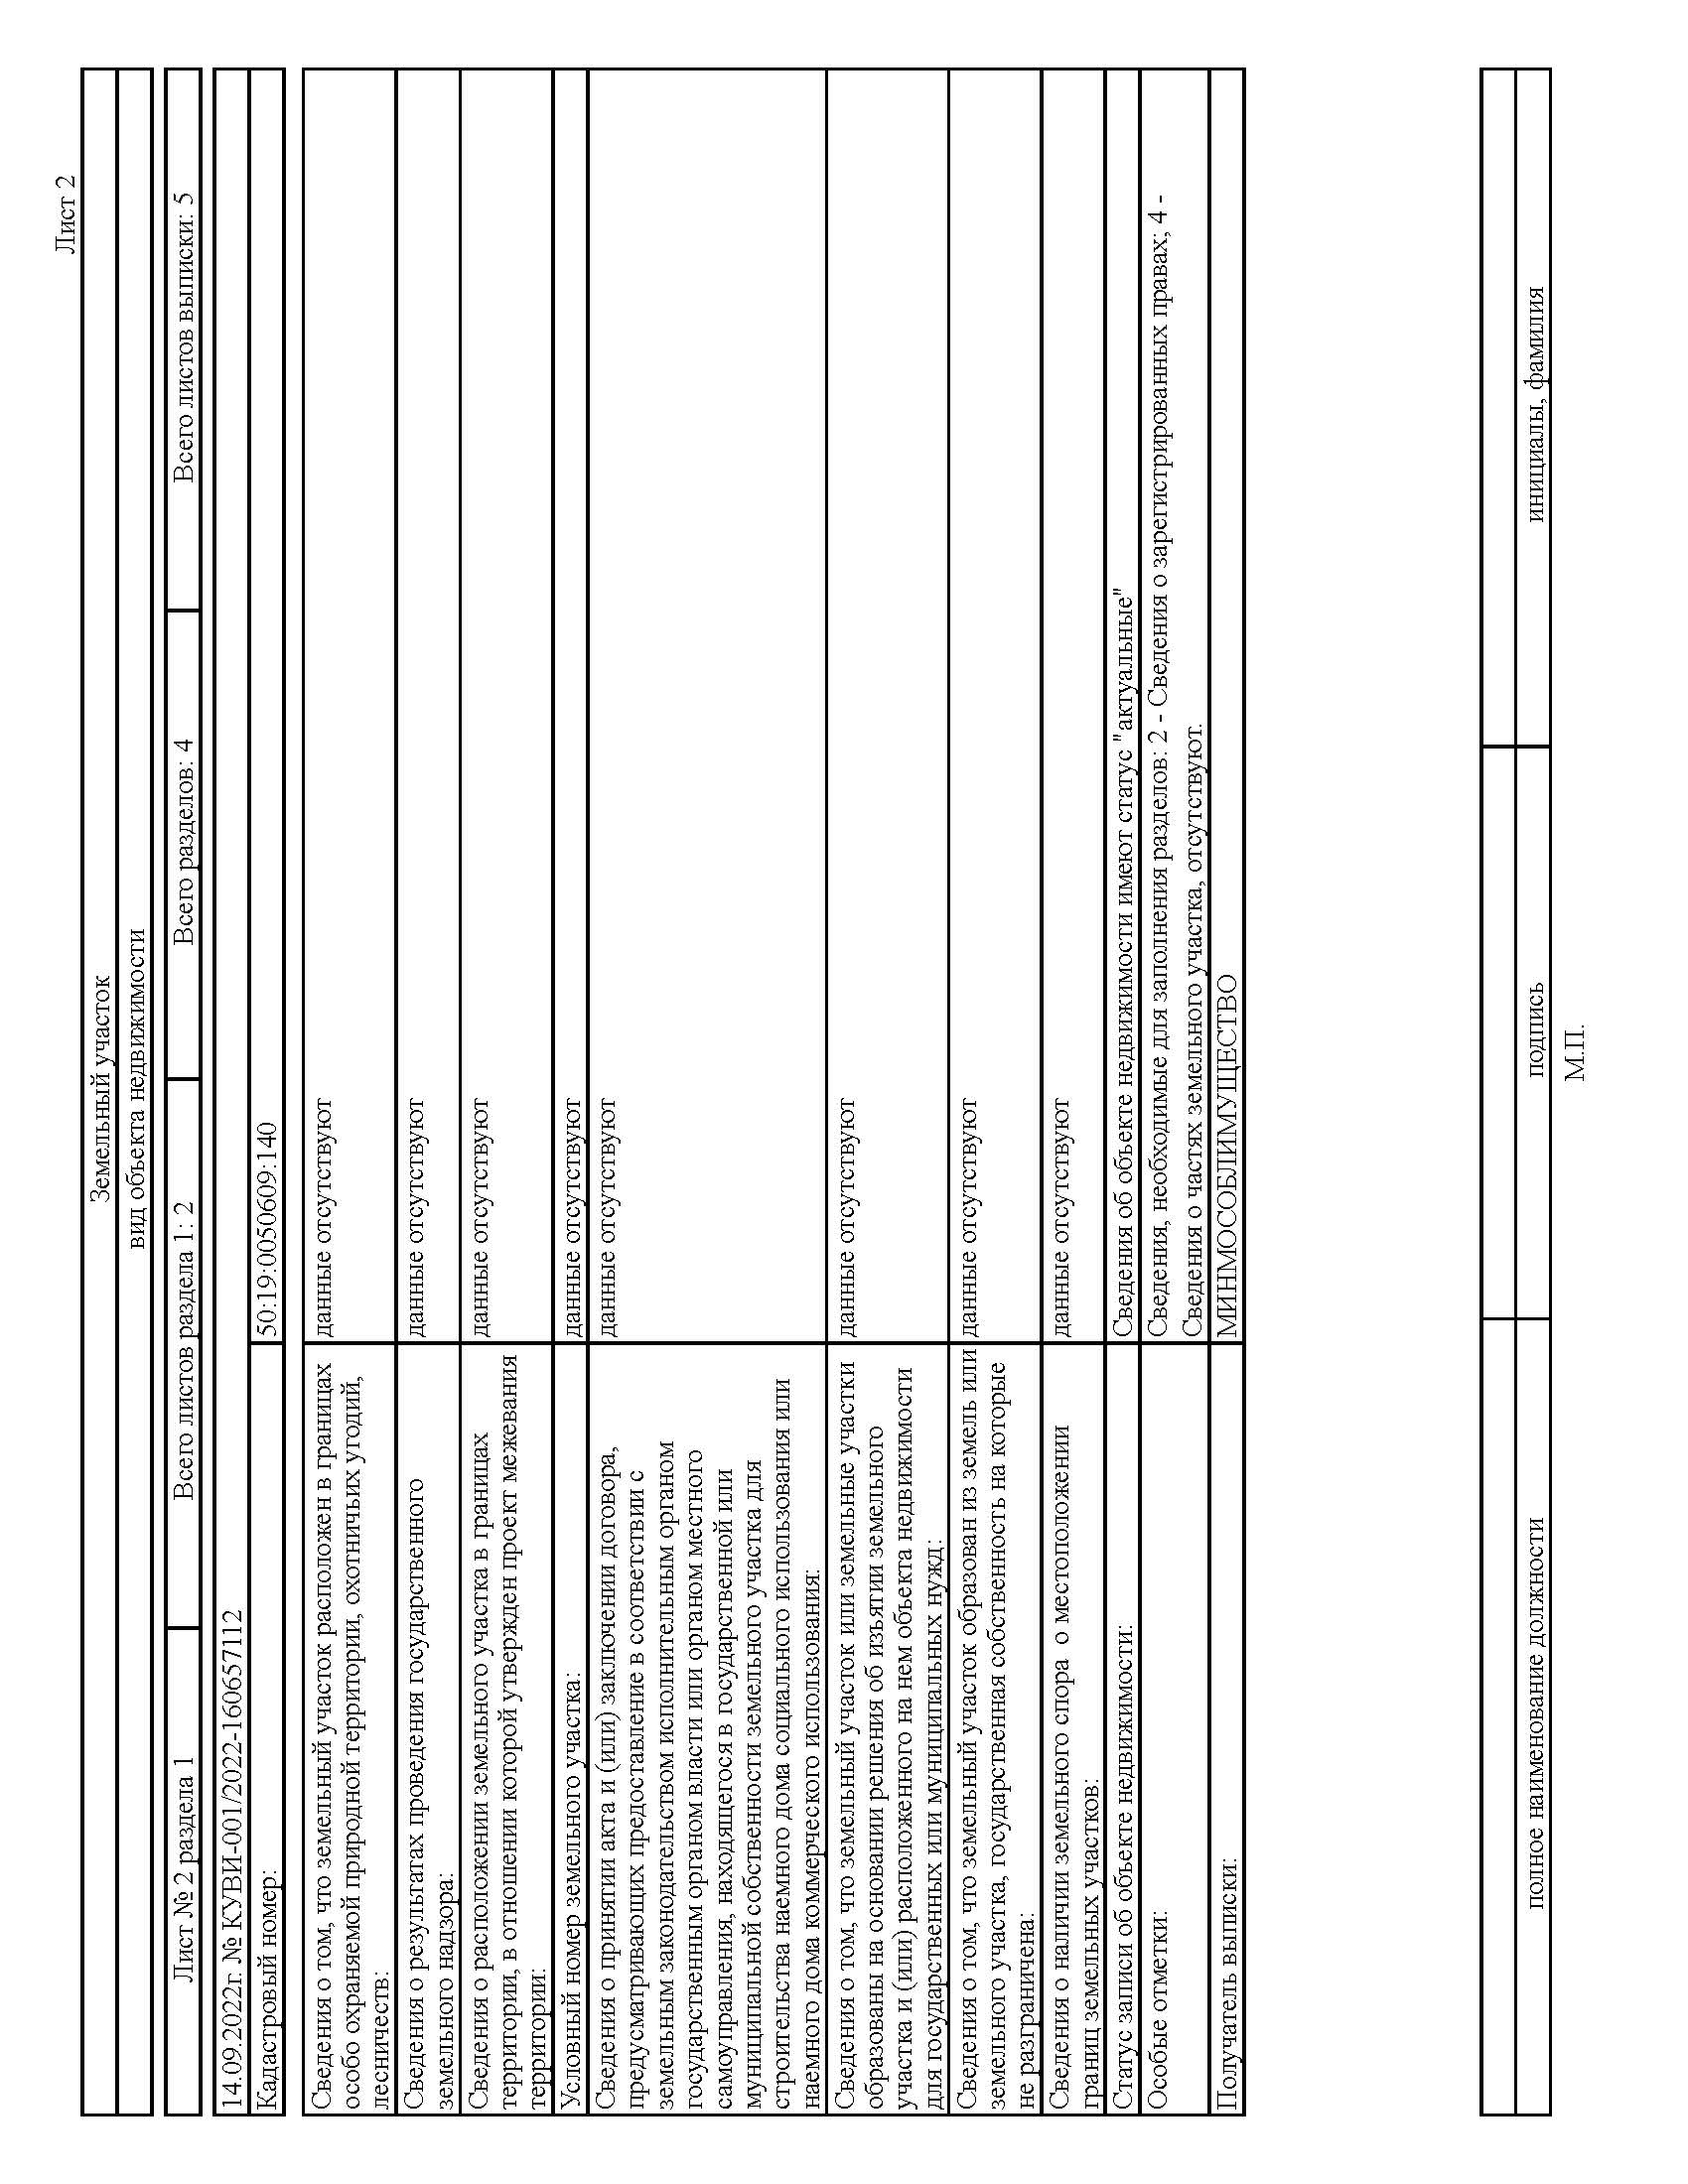 Лист 2
Земельный участок
вид объекта недвижимости
Лист № 2 раздела 1
Всего листов раздела 1: 2
Всего разделов: 4
Всего листов выписки: 5
14.09.2022г. № КУВИ-001/2022-160657112
Кадастровый номер:
50:19:0050609:140
Сведения о том, что земельный участок расположен в границах
особо охраняемой природной территории, охотничьих угодий,
лесничеств:
данные отсутствуют
Сведения о результатах проведения государственного
земельного надзора:
данные отсутствуют
Сведения о расположении земельного участка в границах
территории, в отношении которой утвержден проект межевания
территории:
данные отсутствуют
Условный номер земельного участка:
данные отсутствуют
Сведения о принятии акта и (или) заключении договора,
предусматривающих предоставление в соответствии с
земельным законодательством исполнительным органом
государственным органом власти или органом местного
самоуправления, находящегося в государственной или
муниципальной собственности земельного участка для
строительства наемного дома социального использования или
наемного дома коммерческого использования:
данные отсутствуют
Сведения о том, что земельный участок или земельные участки
образованы на основании решения об изъятии земельного
участка и (или) расположенного на нем объекта недвижимости
для государственных или муниципальных нужд:
данные отсутствуют
Сведения о том, что земельный участок образован из земель или
земельного участка, государственная собственность на которые
не разграничена:
данные отсутствуют
Сведения о наличии земельного спора о местоположении
границ земельных участков:
данные отсутствуют
Статус записи об объекте недвижимости:
Сведения об объекте недвижимости имеют статус "актуальные"
Особые отметки:
Сведения, необходимые для заполнения разделов: 2 - Сведения о зарегистрированных правах; 4 -
Сведения о частях земельного участка, отсутствуют.
Получатель выписки:
МИНМОСОБЛИМУЩЕСТВО
полное наименование должности
подпись
инициалы, фамилия
М.П.